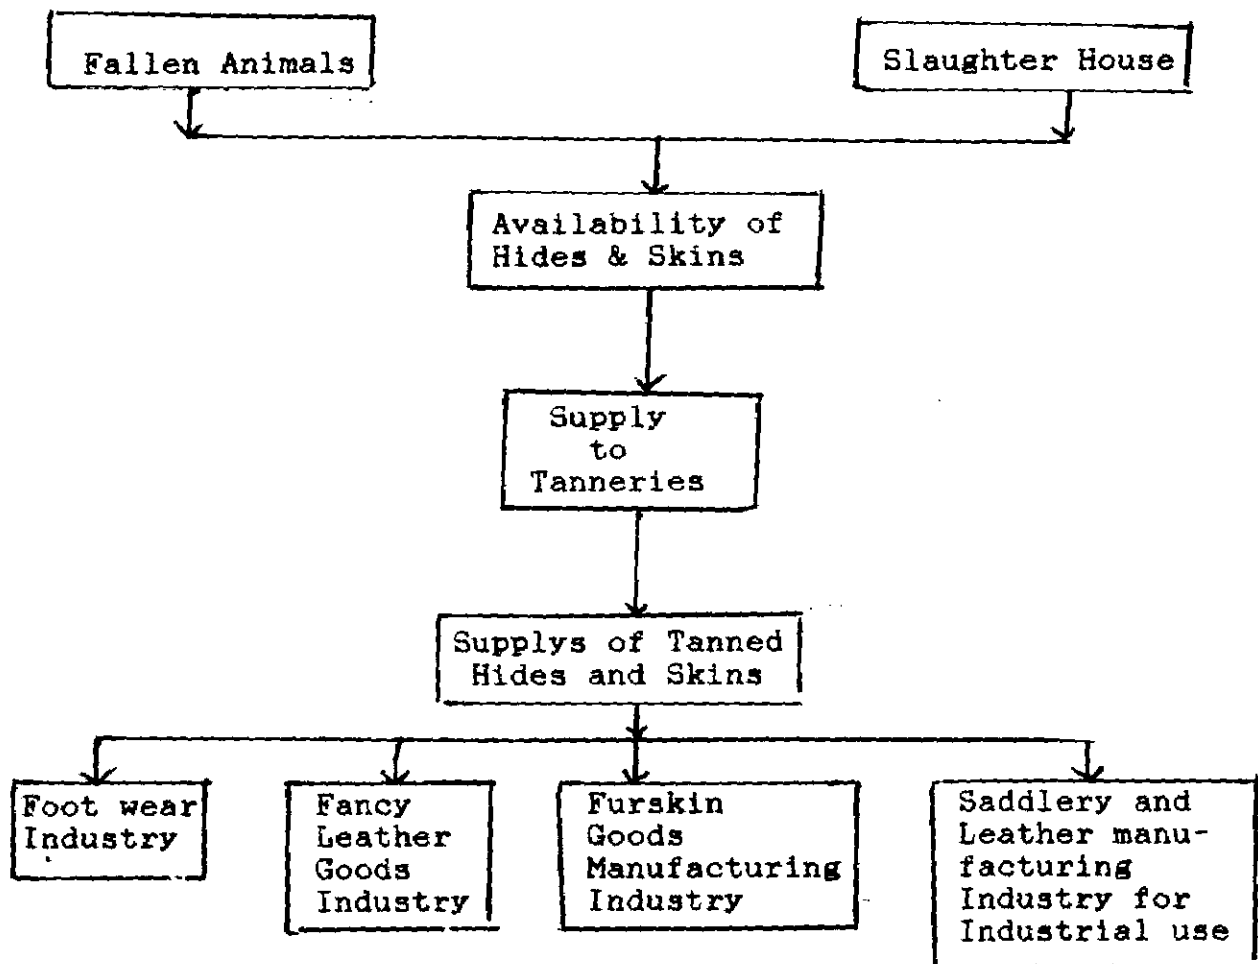 Fallen Animals
Slaughter House
Availability of
Hides & Skins
Supply
to
Tanneries
Supplys of Tanned
Hides and Skins
Foot wear
Industry
Fancy
Leather
Goods
Industry
Furskin
Goods
Manufacturing
Industry
Saddlery and
Leather manu-
facturing
Industry for
Industrial use